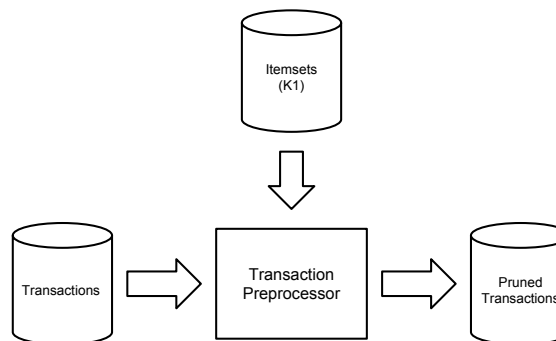 Itemsets
(K1)
Transactions
Transaction
Preprocessor
Pruned
Transactions